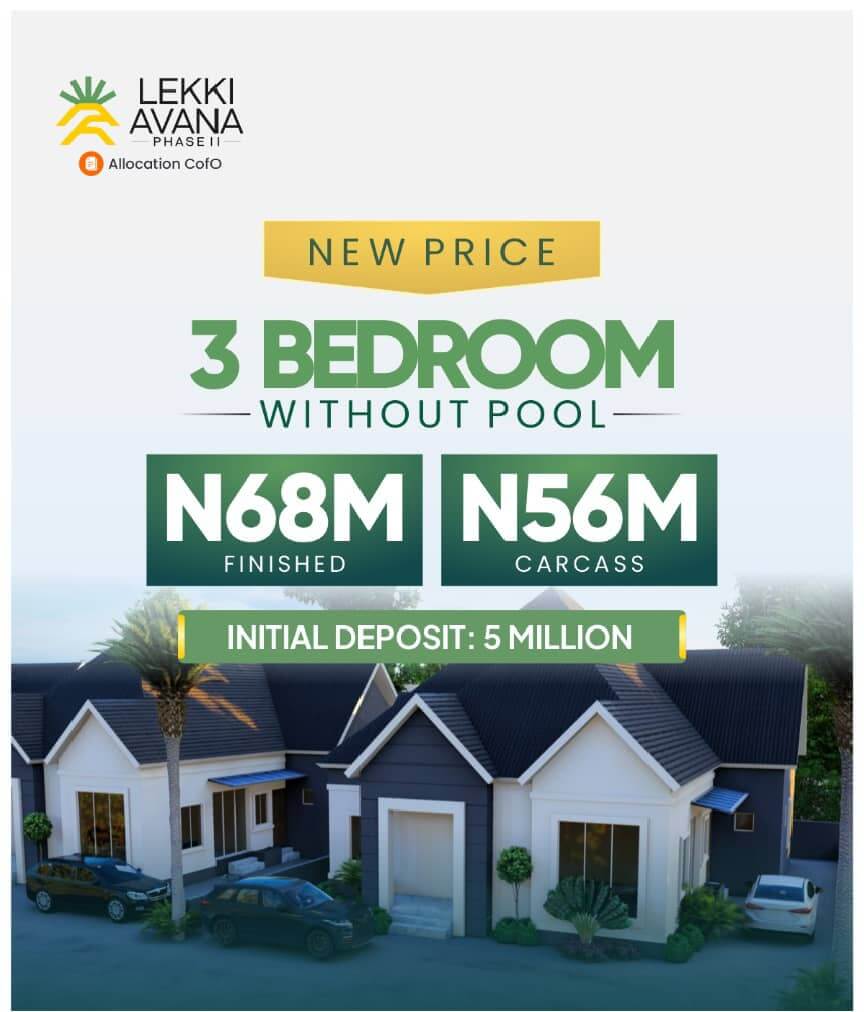 LEKKI
AVANA
PHASE II
Allocation CofO
NEW PRICE
3 BEDROOM
WITHOUT POOL
N68M
FINISHED
N56M
CARCASS
INITIAL DEPOSIT: 5 MILLION